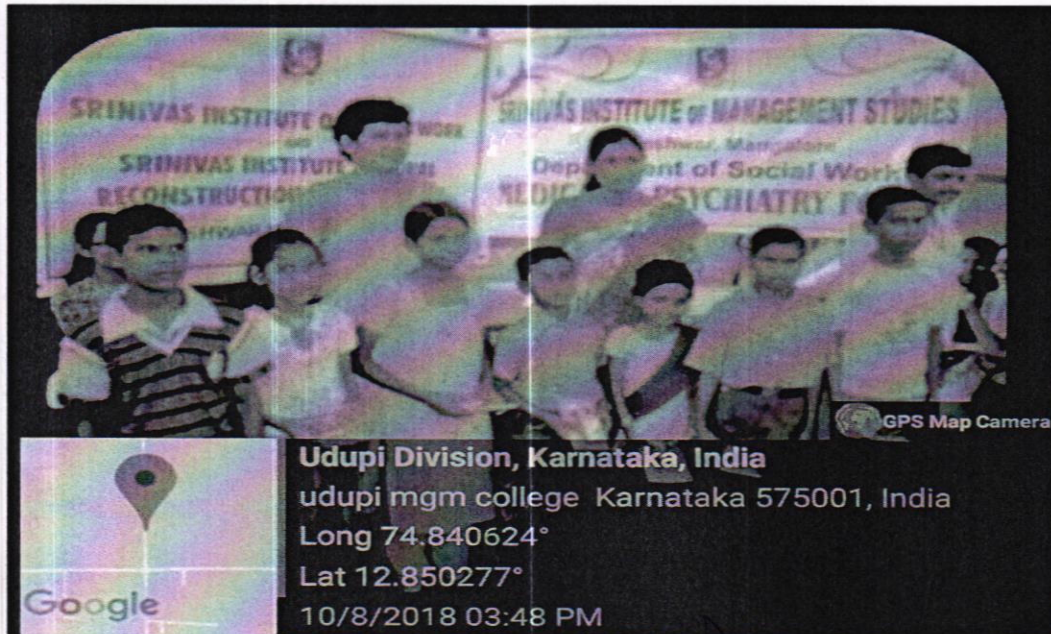 SRINIVAS INSTITUTE WORK
SRINIVAS INSTITUTE
RECONSTRUCTION
SRINIVAS INSTITUTE OF MANAGEMENT STUDIES
Mangalore
Department of Social Work
PSYCHIATRY
GPS Map Camera
Udupi Division, Karnataka, India
udupi mgm college Karnataka 575001, India
Long 74.840624°
Lat 12.850277°
10/8/2018 03:48 PM
Google